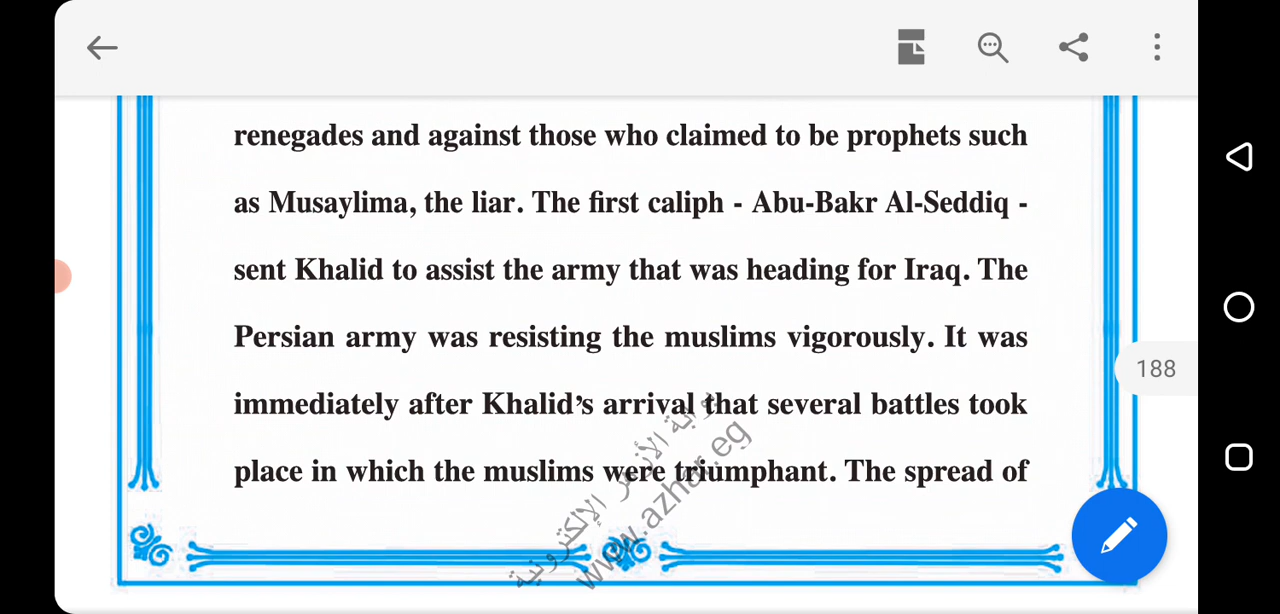 renegades and against those who claimed to be prophets such
as Musaylima, the liar. The first caliph - Abu-Bakr Al-Seddiq -
sent Khalid to assist the army that was heading for Iraq. The
Persian army was resisting the muslims vigorously. It was
188
immediately after Khalid’s arrival that several battles took
place in which the muslims were triumphant. The spread of
بوابة الأزهر الإلكترونية
www.azhar.eg